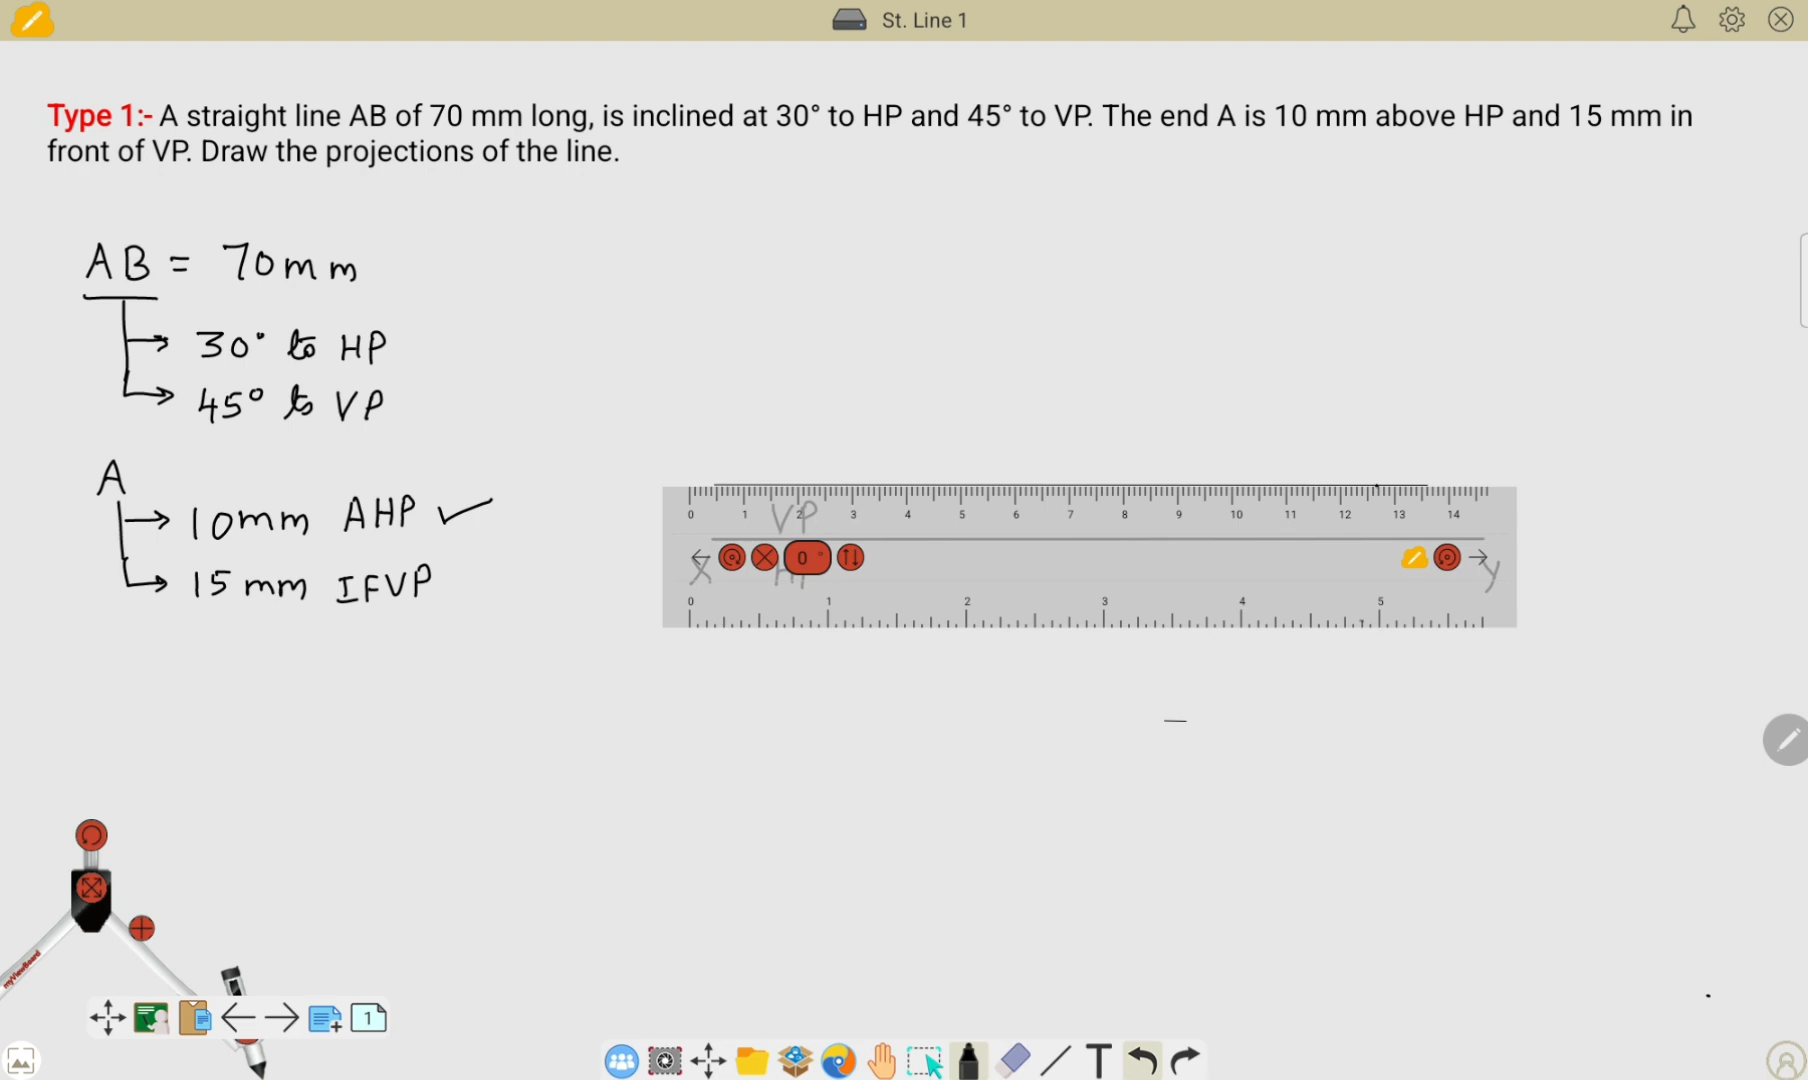 St. Line 1
Type 1:- A straight line AB of 70 mm long, is inclined at 30° to HP and 45° to VP. The end A is 10 mm above HP and 15 mm in
front of VP. Draw the projections of the line.
AB = 70mm
30° to HP
45° to VP
A
10mm AHP
15 mm IFVP
0 1 2 3 4 5 6 7 8 9 10 11 12 13 14
VP
X 0° y
HP
0 1 2 3 4 5
myViewBoard
1
T